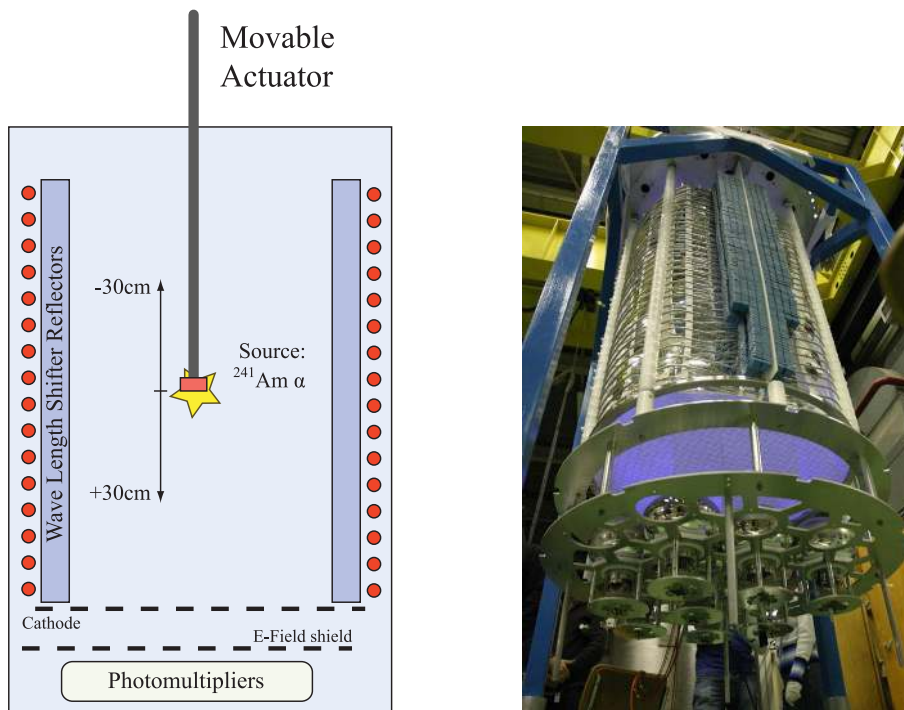 Movable
Actuator
Wave Length Shifter Reflectors
-30cm
Source:
²⁴¹Am α
+30cm
Cathode
E-Field shield
Photomultipliers